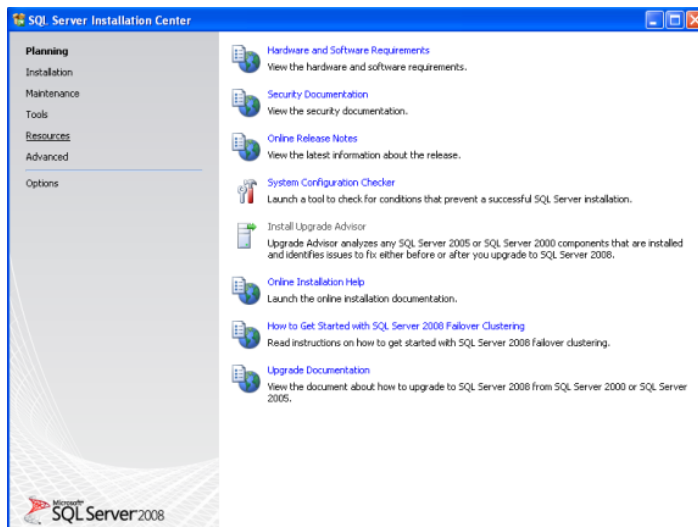 SQL Server Installation Center
Planning
Installation
Maintenance
Tools
Resources
Advanced
Options
Hardware and Software Requirements
View the hardware and software requirements.
Security Documentation
View the security documentation.
Online Release Notes
View the latest information about the release.
System Configuration Checker
Launch a tool to check for conditions that prevent a successful SQL Server installation.
Install Upgrade Advisor
Upgrade Advisor analyzes any SQL Server 2005 or SQL Server 2000 components that are installed
and identifies issues to fix either before or after you upgrade to SQL Server 2008.
Online Installation Help
Launch the online installation documentation.
How to Get Started with SQL Server 2008 Failover Clustering
Read instructions on how to get started with SQL Server 2008 failover clustering.
Upgrade Documentation
View the document about how to upgrade to SQL Server 2008 from SQL Server 2000 or SQL Server
2005.
Microsoft
SQL Server 2008